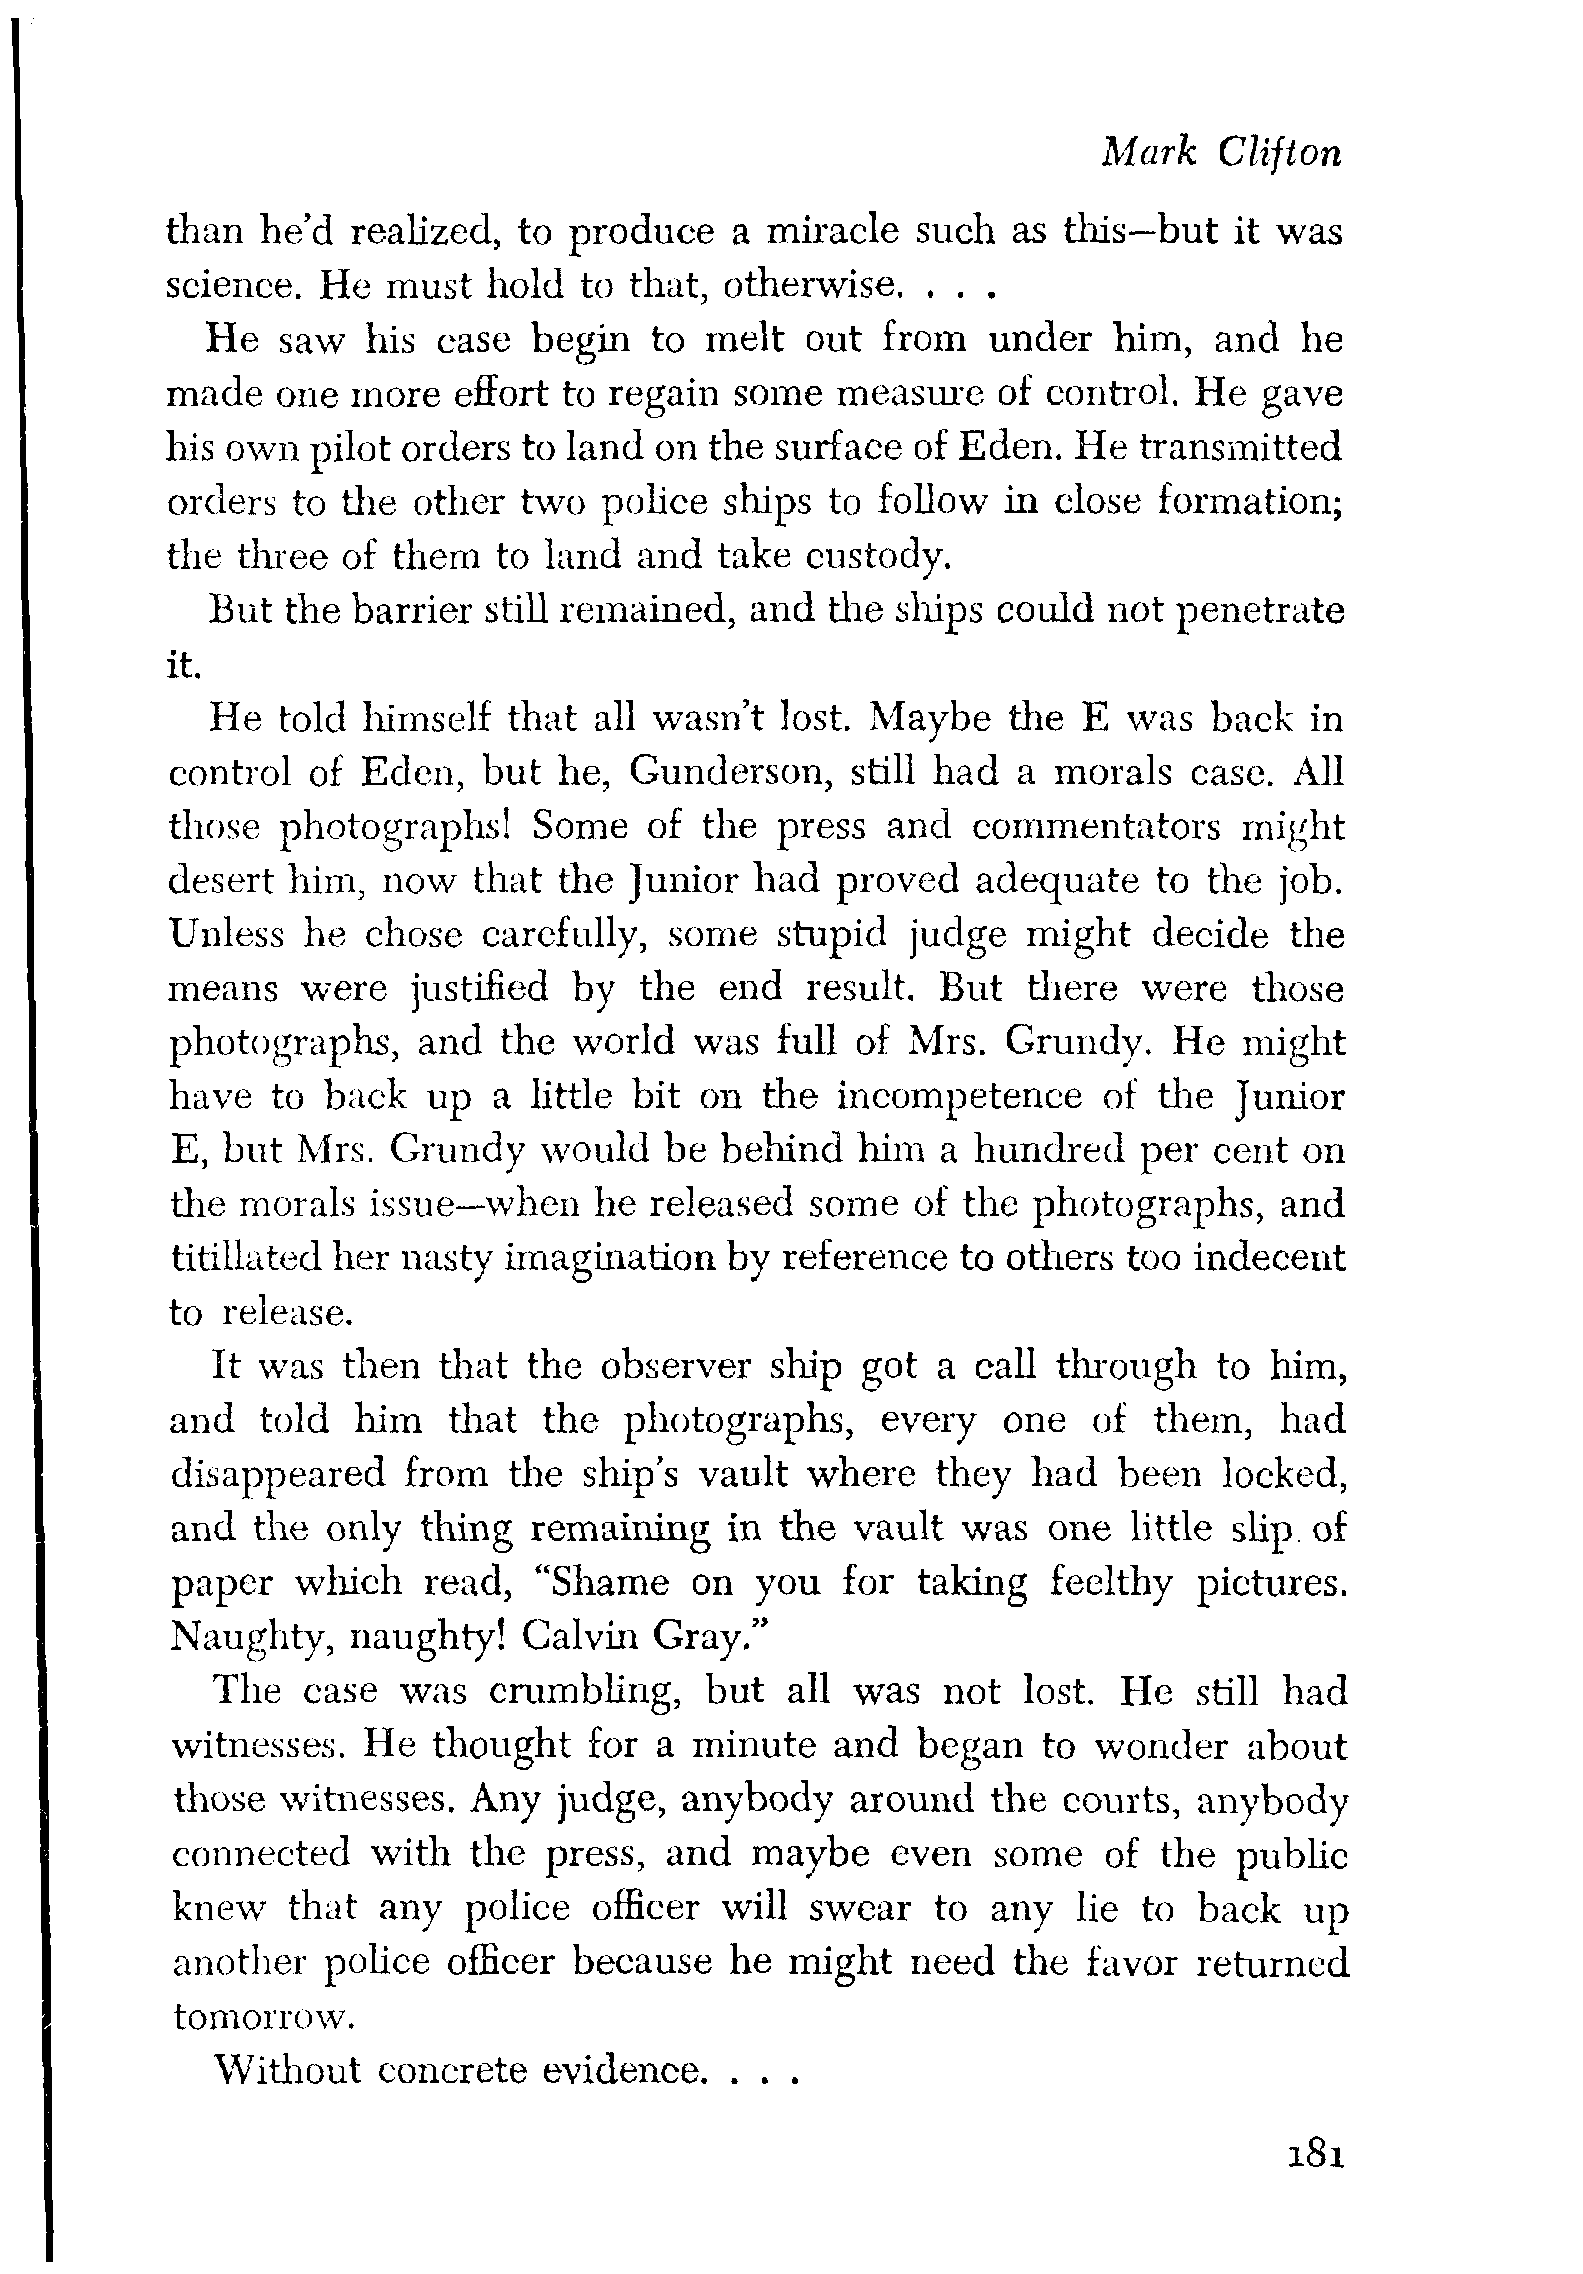 Mark Clifton
than he'd realized, to produce a miracle such as this—but it was
science. He must hold to that, otherwise. . . .
He saw his case begin to melt out from under him, and he
made one more effort to regain some measure of control. He gave
his own pilot orders to land on the surface of Eden. He transmitted
orders to the other two police ships to follow in close formation;
the three of them to land and take custody.
But the barrier still remained, and the ships could not penetrate
it.
He told himself that all wasn't lost. Maybe the E was back in
control of Eden, but he, Gunderson, still had a morals case. All
those photographs! Some of the press and commentators might
desert him, now that the Junior had proved adequate to the job.
Unless he chose carefully, some stupid judge might decide the
means were justified by the end result. But there were those
photographs, and the world was full of Mrs. Grundy. He might
have to back up a little bit on the incompetence of the Junior
E, but Mrs. Grundy would be behind him a hundred per cent on
the morals issue—when he released some of the photographs, and
titillated her nasty imagination by reference to others too indecent
to release.
It was then that the observer ship got a call through to him,
and told him that the photographs, every one of them, had
disappeared from the ship's vault where they had been locked,
and the only thing remaining in the vault was one little slip of
paper which read, “Shame on you for taking feelthy pictures.
Naughty, naughty! Calvin Gray.”
The case was crumbling, but all was not lost. He still had
witnesses. He thought for a minute and began to wonder about
those witnesses. Any judge, anybody around the courts, anybody
connected with the press, and maybe even some of the public
knew that any police officer will swear to any lie to back up
another police officer because he might need the favor returned
tomorrow.
Without concrete evidence. . . .
181